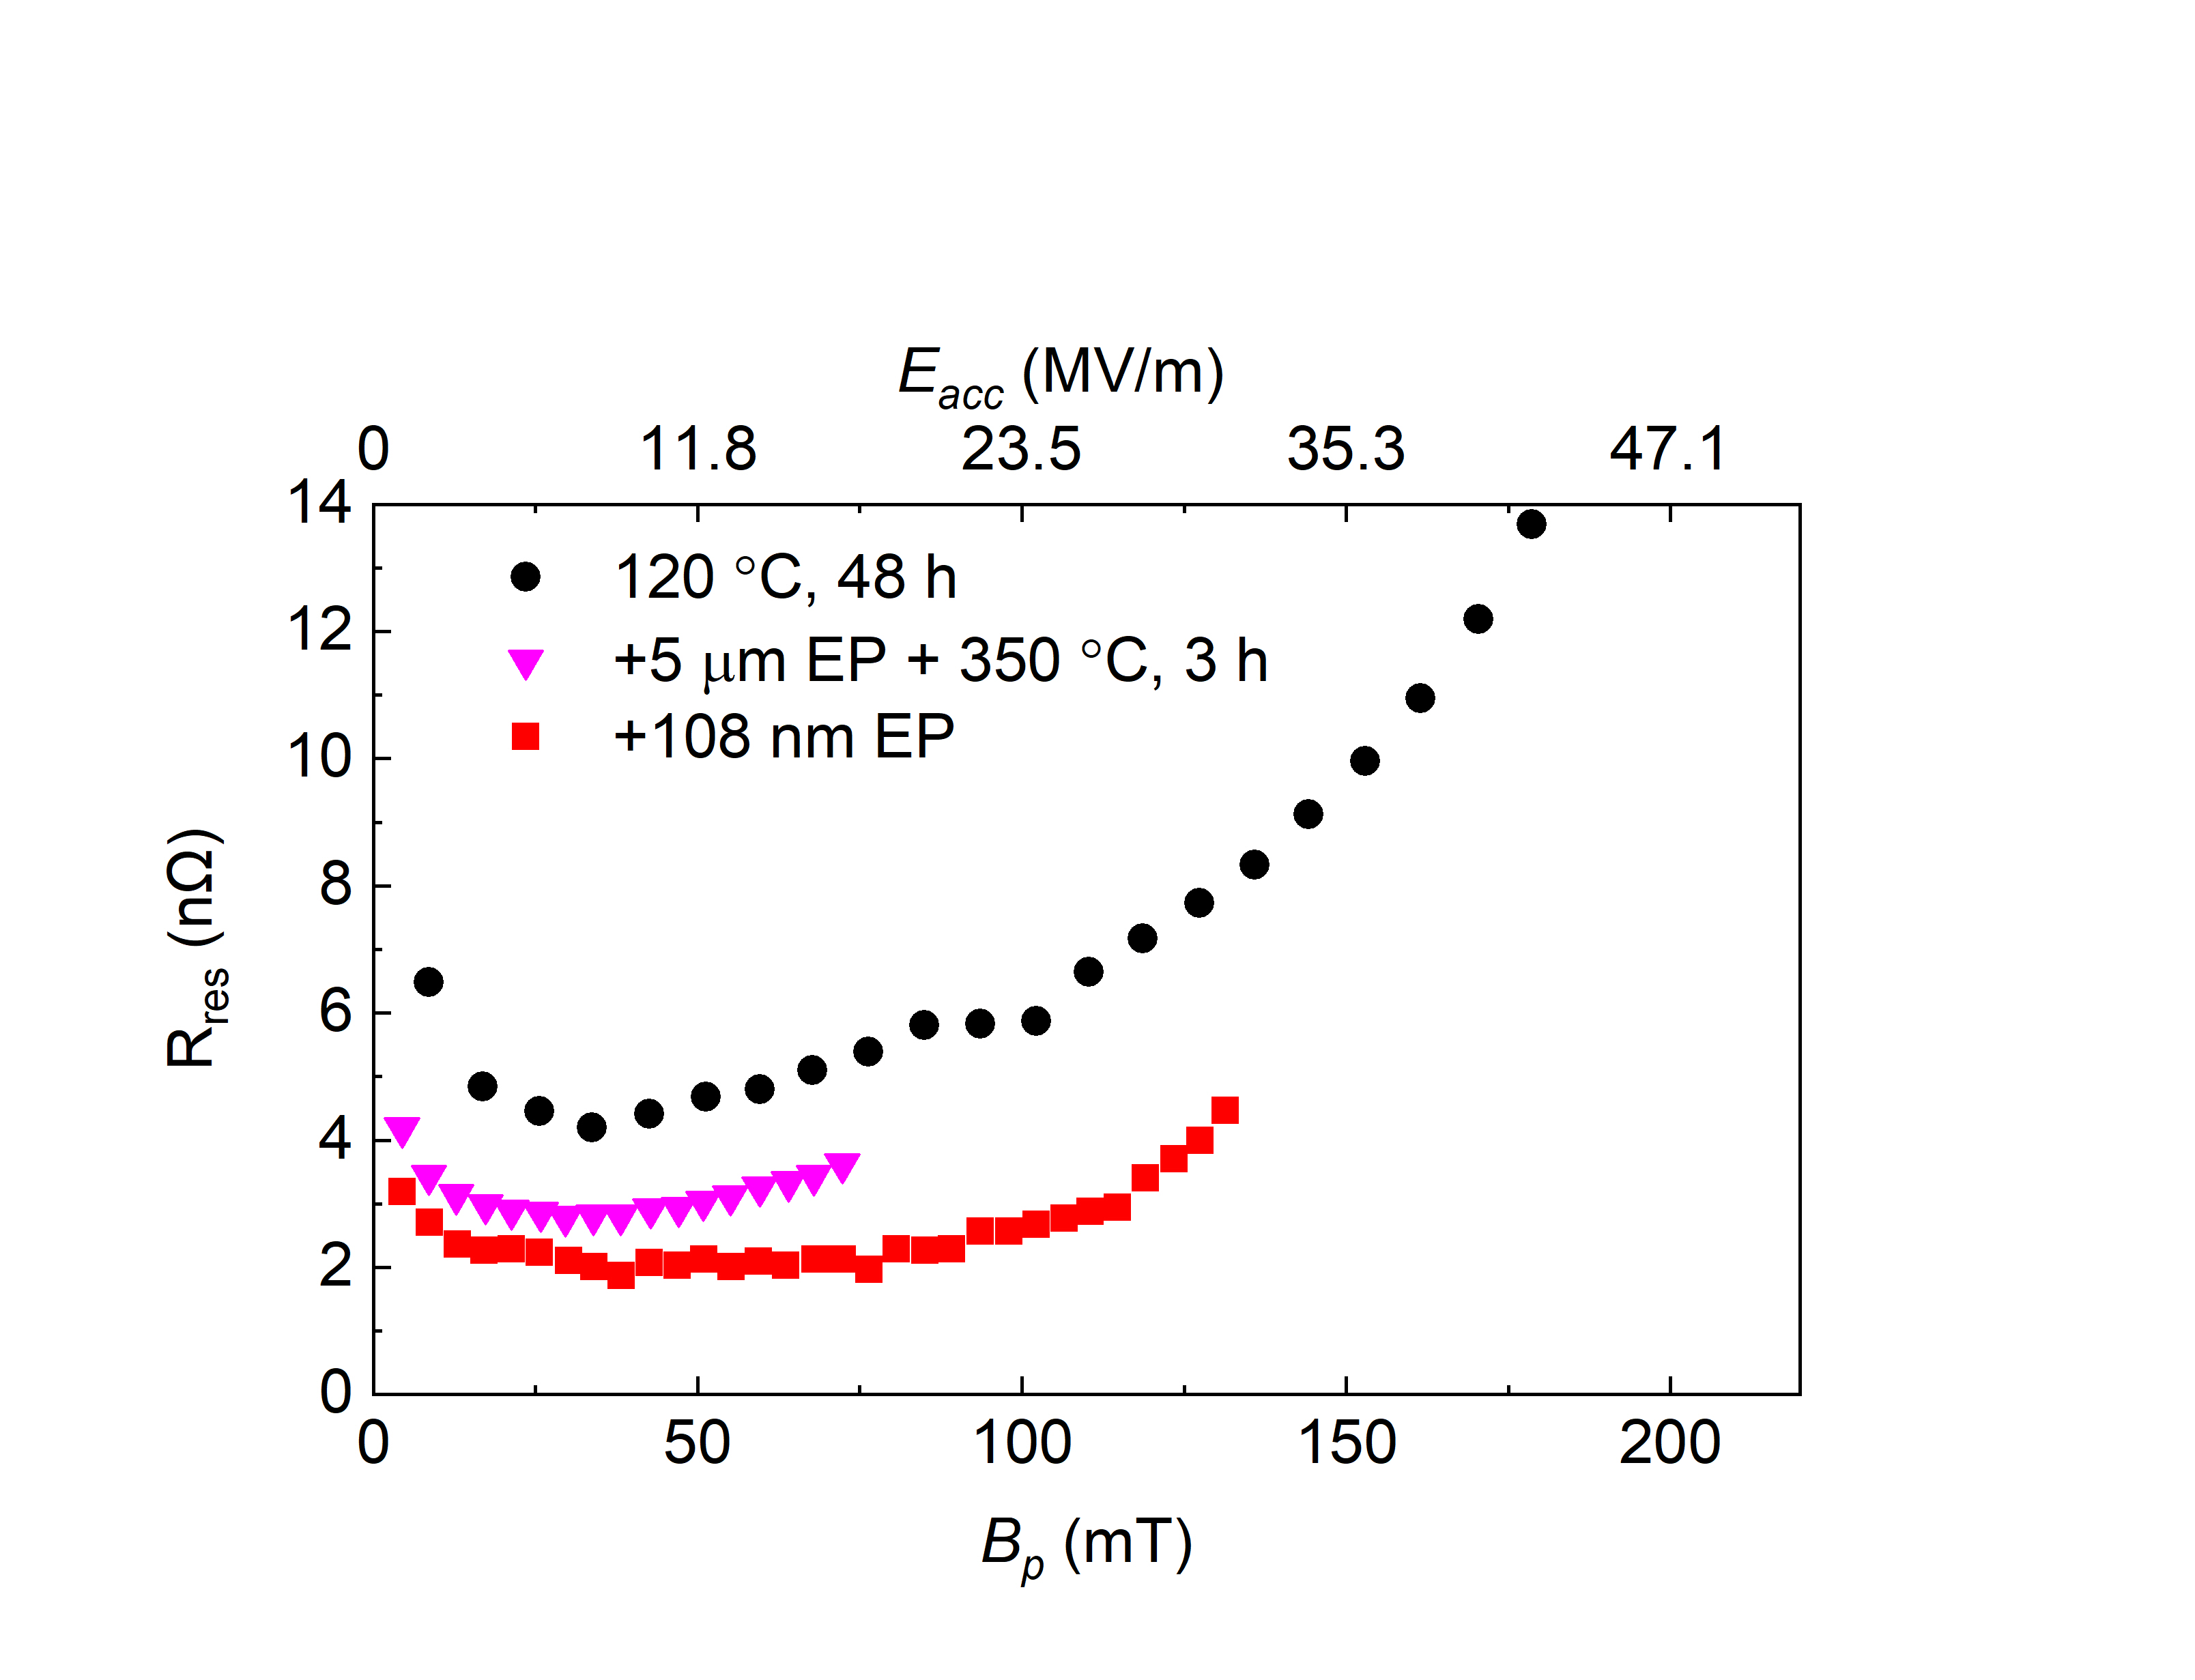 E_acc (MV/m)
0 11.8 23.5 35.3 47.1
14
12
10
8
6
4
2
0
R_res (nΩ)
120 °C, 48 h
+5 μm EP + 350 °C, 3 h
+108 nm EP
0 50 100 150 200
B_p (mT)